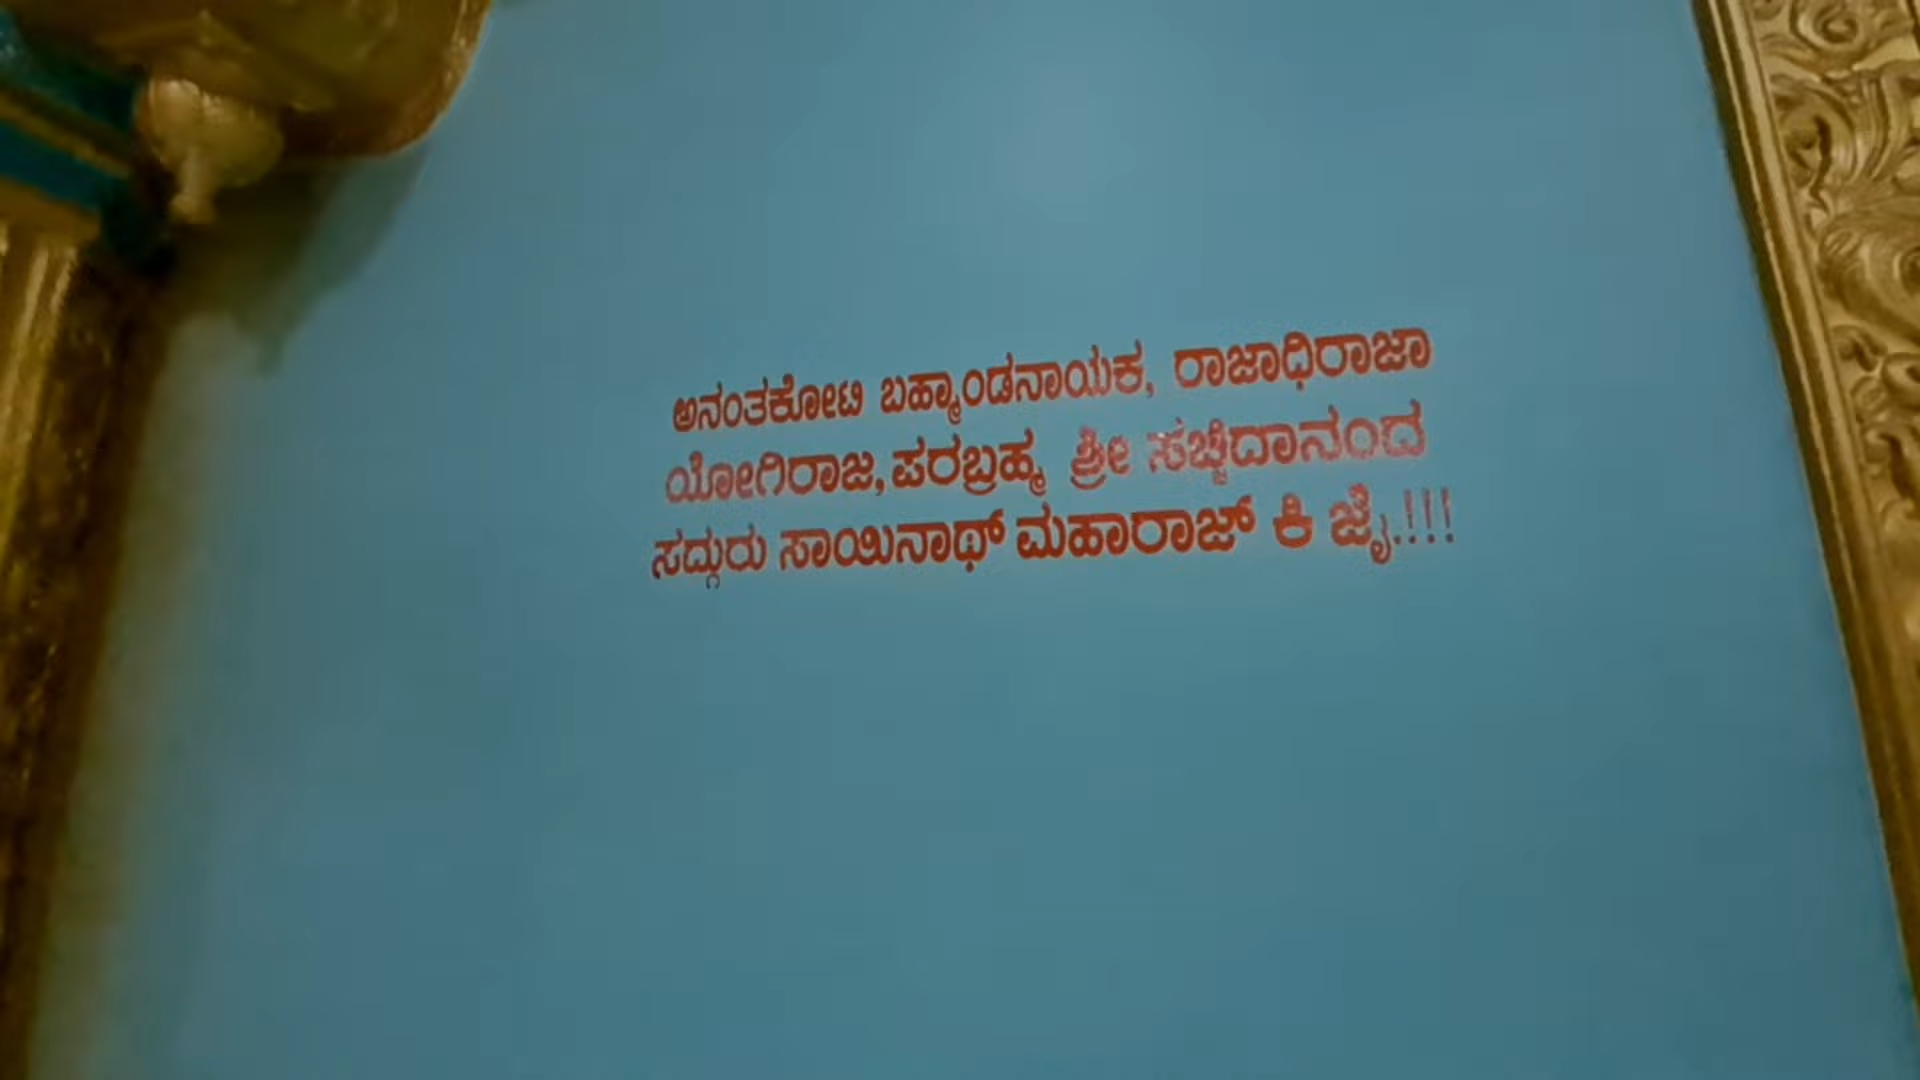 ಅನಂತಕೋಟಿ ಬಹ್ಮಾಂಡನಾಯಕ, ರಾಜಾಧಿರಾಜಾ
ಯೋಗಿರಾಜ, ಪರಬ್ರಹ್ಮ ಶ್ರೀ ಸಚ್ಚಿದಾನಂದ
ಸದ್ಗುರು ಸಾಯಿನಾಥ್ ಮಹಾರಾಜ್ ಕಿ ಜೈ.!!!